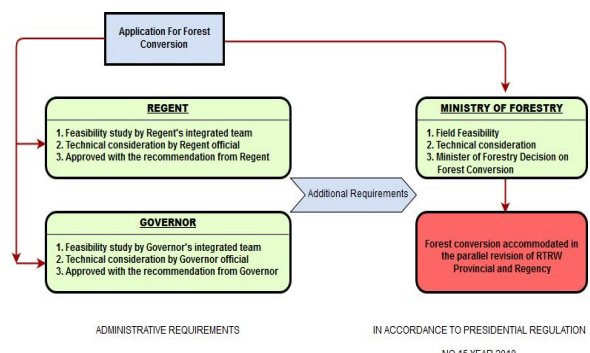 Application For Forest
Conversion
REGENT
1. Feasibility study by Regent's integrated team
2. Technical consideration by Regent official
3. Approved with the recommendation from Regent
MINISTRY OF FORESTRY
1. Field Feasibility
2. Technical consideration
3. Minister of Forestry Decision on
Forest Conversion
Additional Requirements
GOVERNOR
1. Feasibility study by Governor's integrated team
2. Technical consideration by Governor official
3. Approved with the recommendation from Governor
Forest conversion accommodated in
the parallel revision of RTRW
Provincial and Regency
ADMINISTRATIVE REQUIREMENTS
IN ACCORDANCE TO PRESIDENTIAL REGULATION
NO 15 YEAR 2010